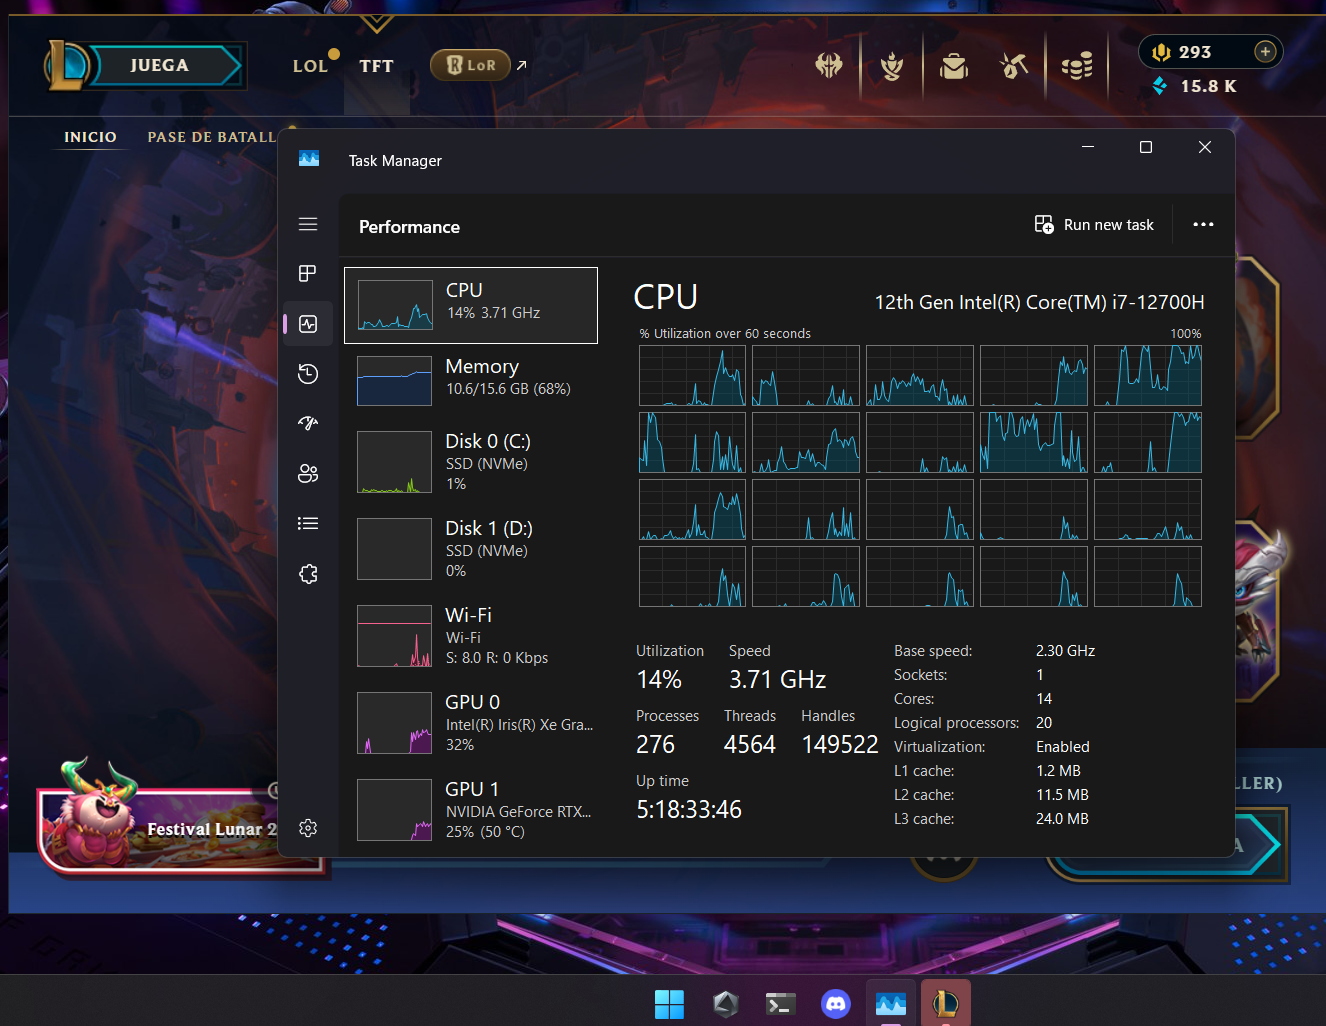 JUEGA
LOL
TFT
LoR
293
15.8 K
INICIO
PASE DE BATALL
Task Manager
Performance
Run new task
CPU
14% 3.71 GHz
Memory
10.6/15.6 GB (68%)
Disk 0 (C:)
SSD (NVMe)
1%
Disk 1 (D:)
SSD (NVMe)
0%
Wi-Fi
Wi-Fi
S: 8.0 R: 0 Kbps
GPU 0
Intel(R) Iris(R) Xe Gra...
32%
GPU 1
NVIDIA GeForce RTX...
25% (50 °C)
CPU
12th Gen Intel(R) Core(TM) i7-12700H
% Utilization over 60 seconds
100%
Utilization
Speed
14%
3.71 GHz
Processes
Threads
Handles
276
4564
149522
Up time
5:18:33:46
Base speed:
2.30 GHz
Sockets:
1
Cores:
14
Logical processors:
20
Virtualization:
Enabled
L1 cache:
1.2 MB
L2 cache:
11.5 MB
L3 cache:
24.0 MB
LLER)
A
Festival Lunar 2